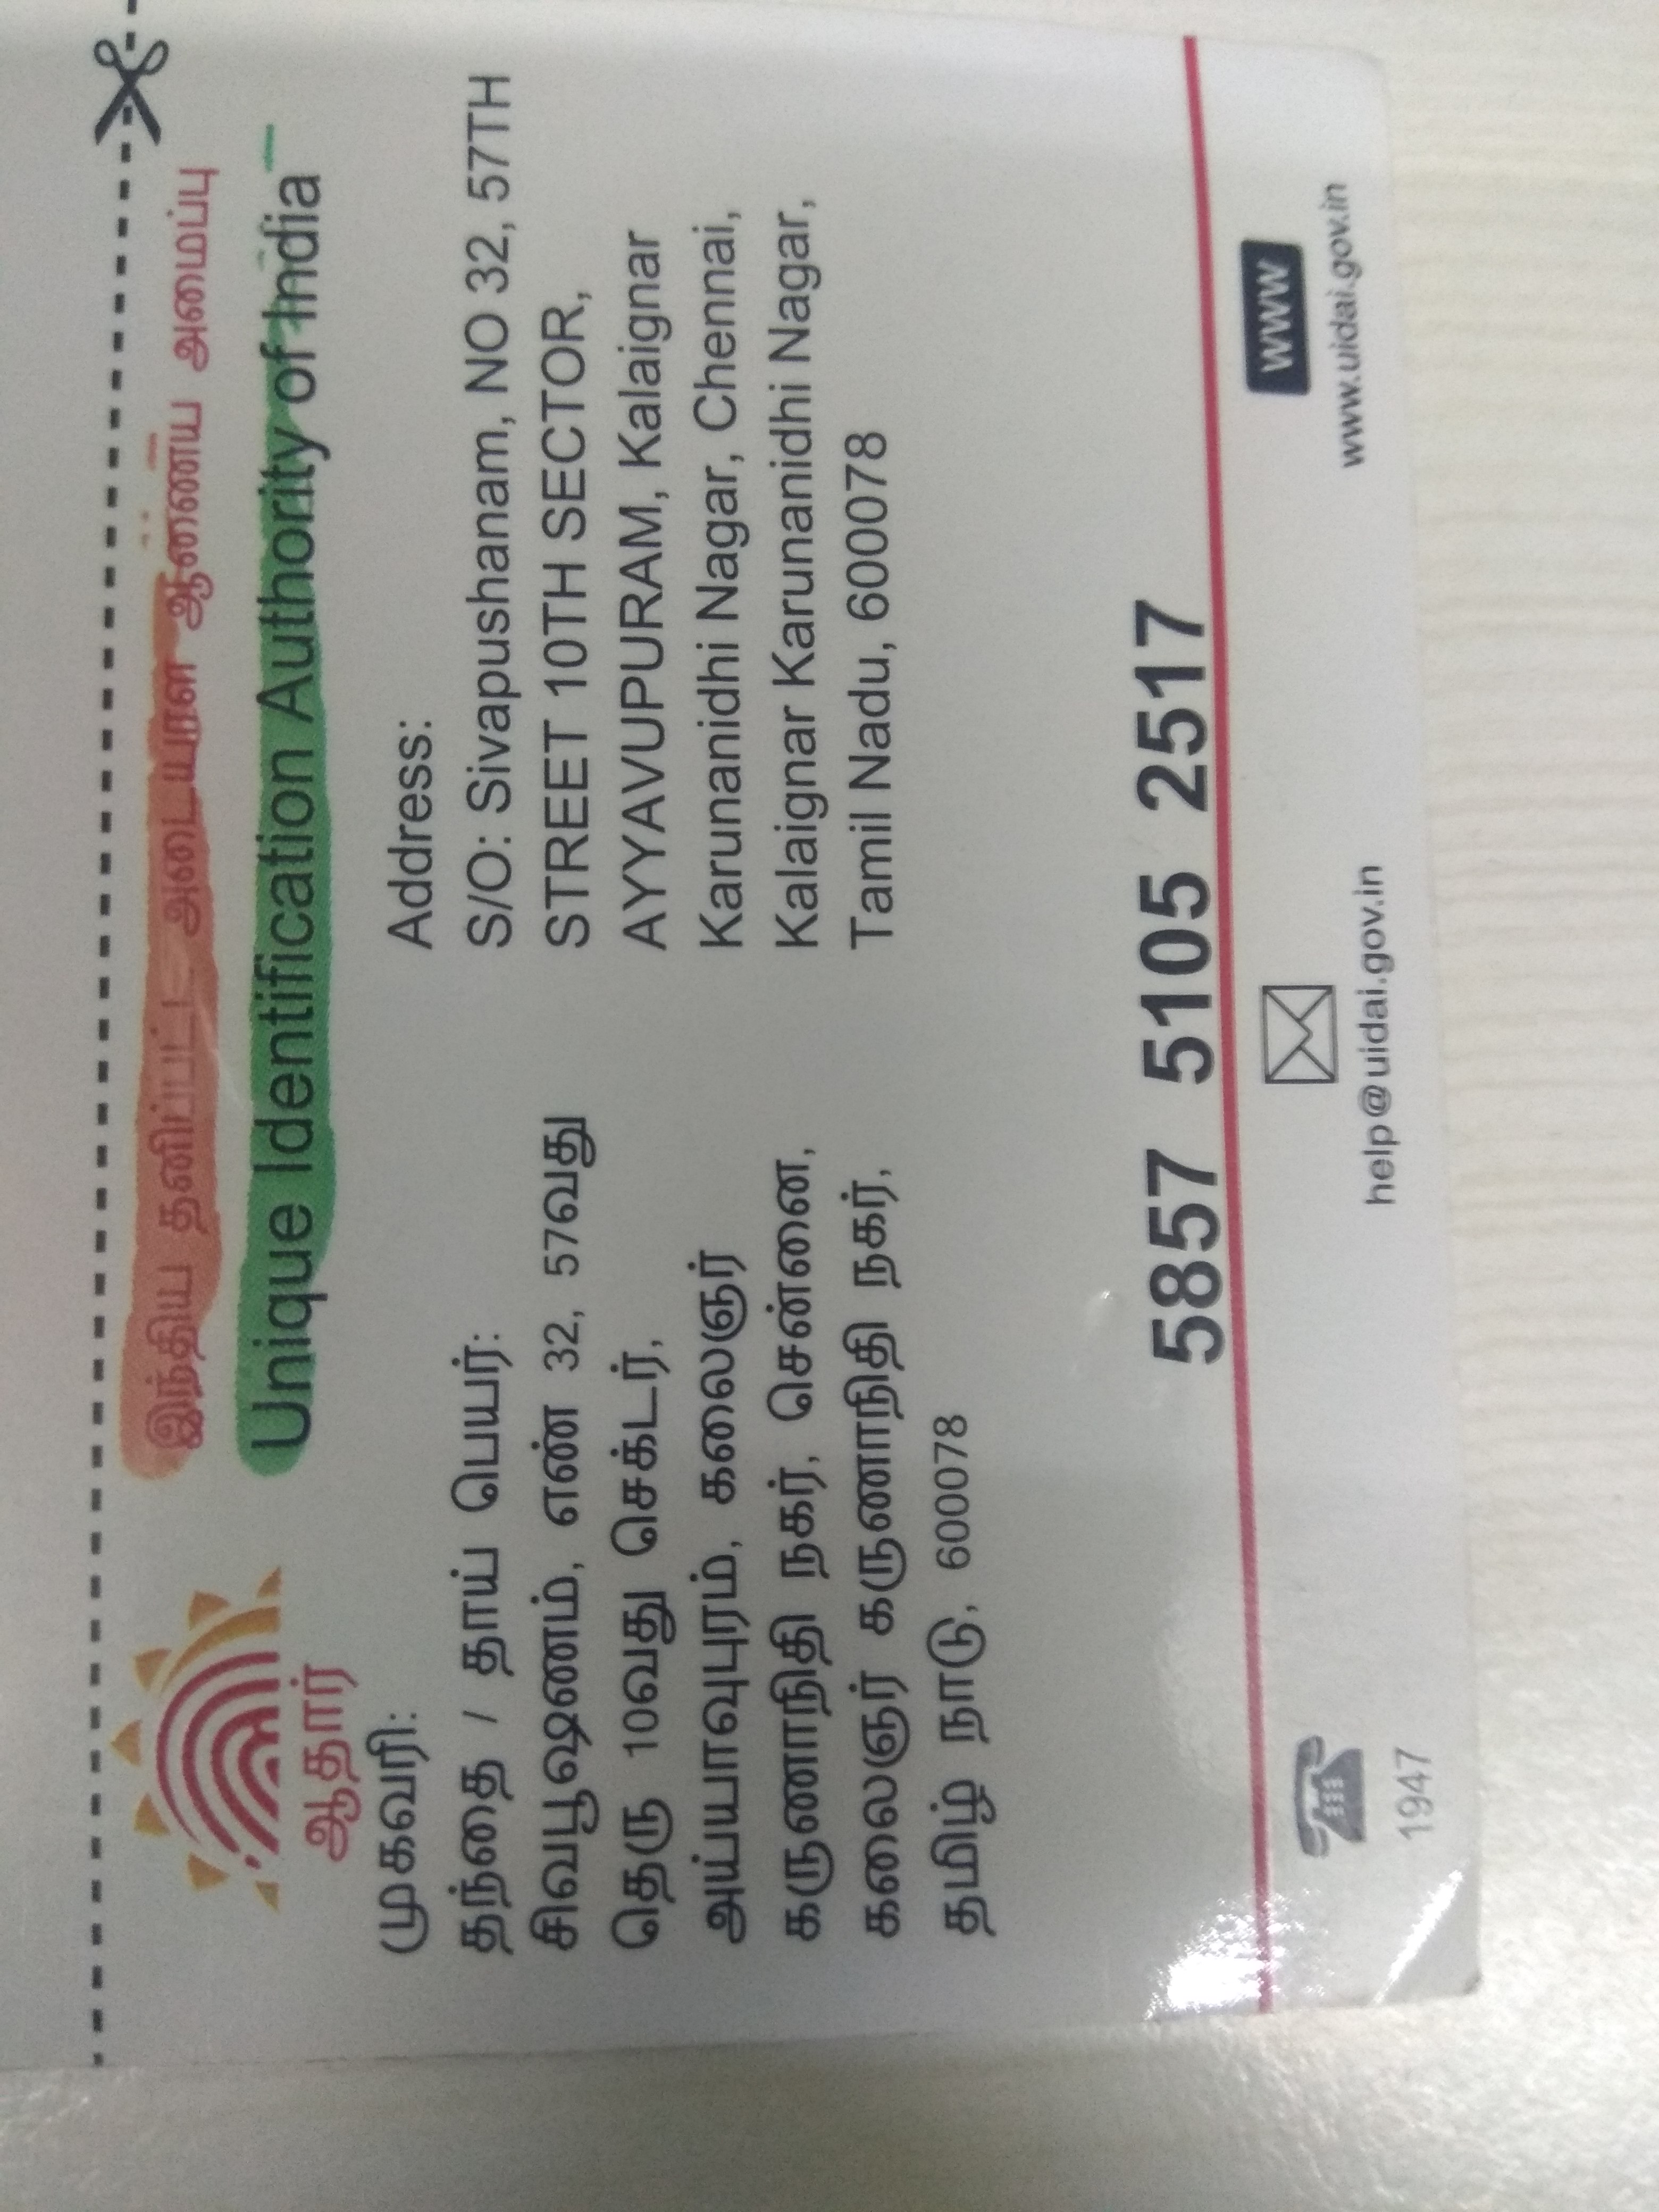 இந்திய தனிப்பட்ட அடையாள ஆணைய அமைப்பு
Unique Identification Authority of India
ஆதார்
முகவரி:
தந்தை / தாய் பெயர்:
சிவபூஷணம், எண் 32, 57வது
தெரு 10வது செக்டர்,
அய்யாவுபுரம், கலைஞர்
கருணாநிதி நகர், சென்னை,
கலைஞர் கருணாநிதி நகர்,
தமிழ் நாடு, 600078
Address:
S/O: Sivapushanam, NO 32, 57TH
STREET 10TH SECTOR,
AYYAVUPURAM, Kalaignar
Karunanidhi Nagar, Chennai,
Kalaignar Karunanidhi Nagar,
Tamil Nadu, 600078
5857 5105 2517
1947
help@uidai.gov.in
WWW
www.uidai.gov.in